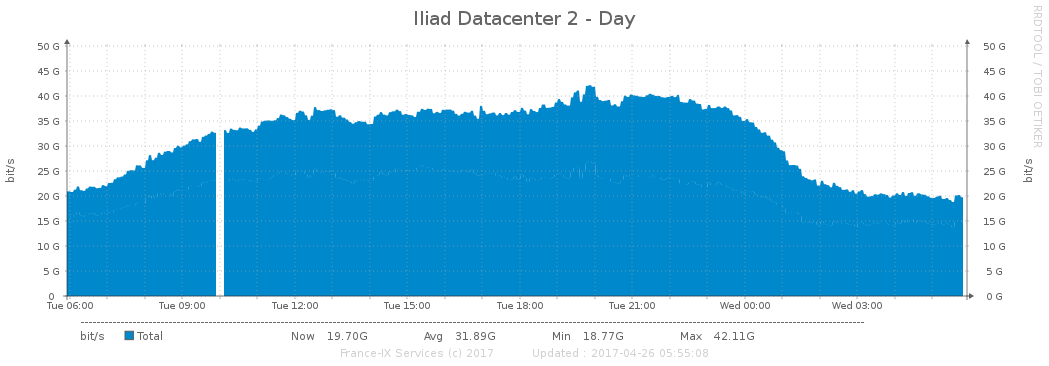 Iliad Datacenter 2 - Day
RRDTOOL / TOBI OETIKER
bit/s
50 G
45 G
40 G
35 G
30 G
25 G
20 G
15 G
10 G
5 G
0
50 G
45 G
40 G
35 G
30 G
25 G
20 G
15 G
10 G
5 G
0 G
bit/s
Tue 06:00 Tue 09:00 Tue 12:00 Tue 15:00 Tue 18:00 Tue 21:00 Wed 00:00 Wed 03:00
bit/s Total Now 19.70G Avg 31.89G Min 18.77G Max 42.11G
France-IX Services (c) 2017 Updated : 2017-04-26 05:55:08